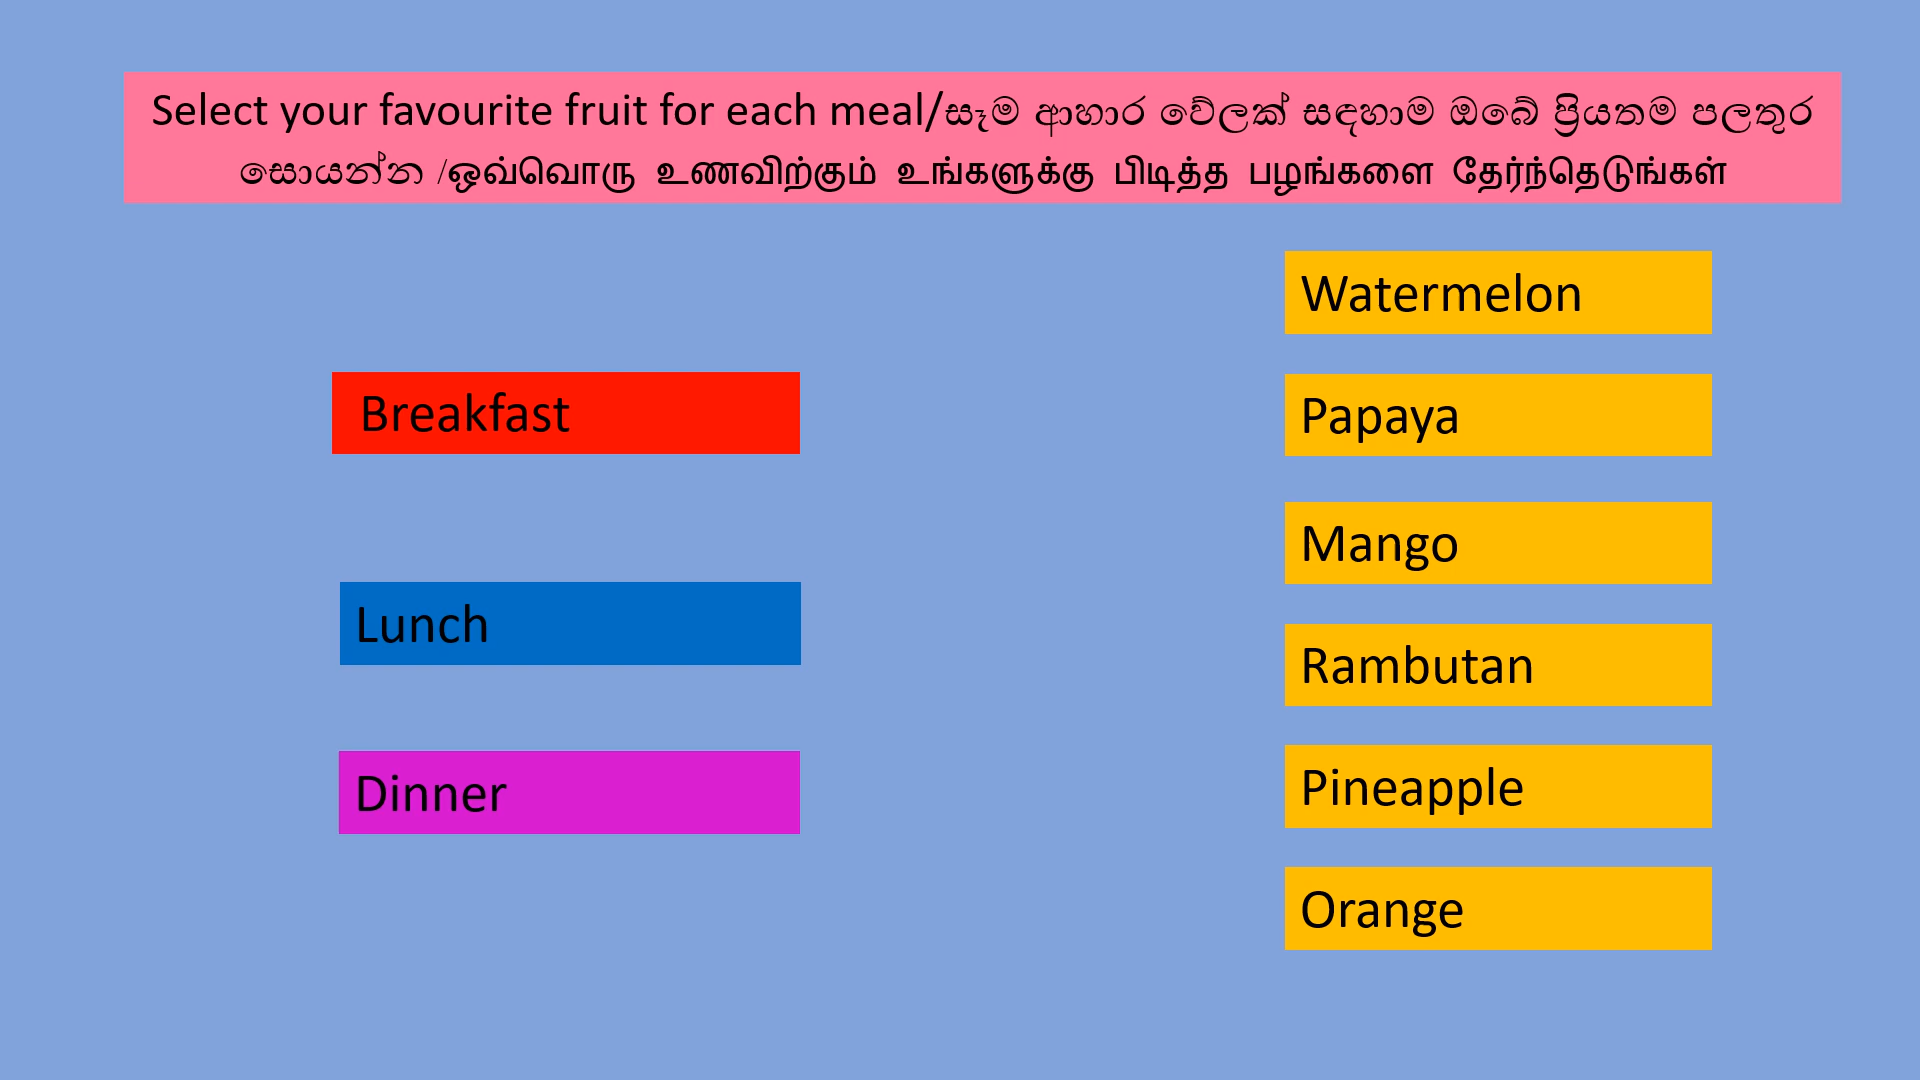 Select your favourite fruit for each meal/සෑම ආහාර වේලක් සඳහාම ඔබේ ප්‍රියතම පලතුර
සොයන්න /ஒவ்வொரு உணவிற்கும் உங்களுக்கு பிடித்த பழங்களை தேர்ந்தெடுங்கள்
Breakfast
Lunch
Dinner
Watermelon
Papaya
Mango
Rambutan
Pineapple
Orange